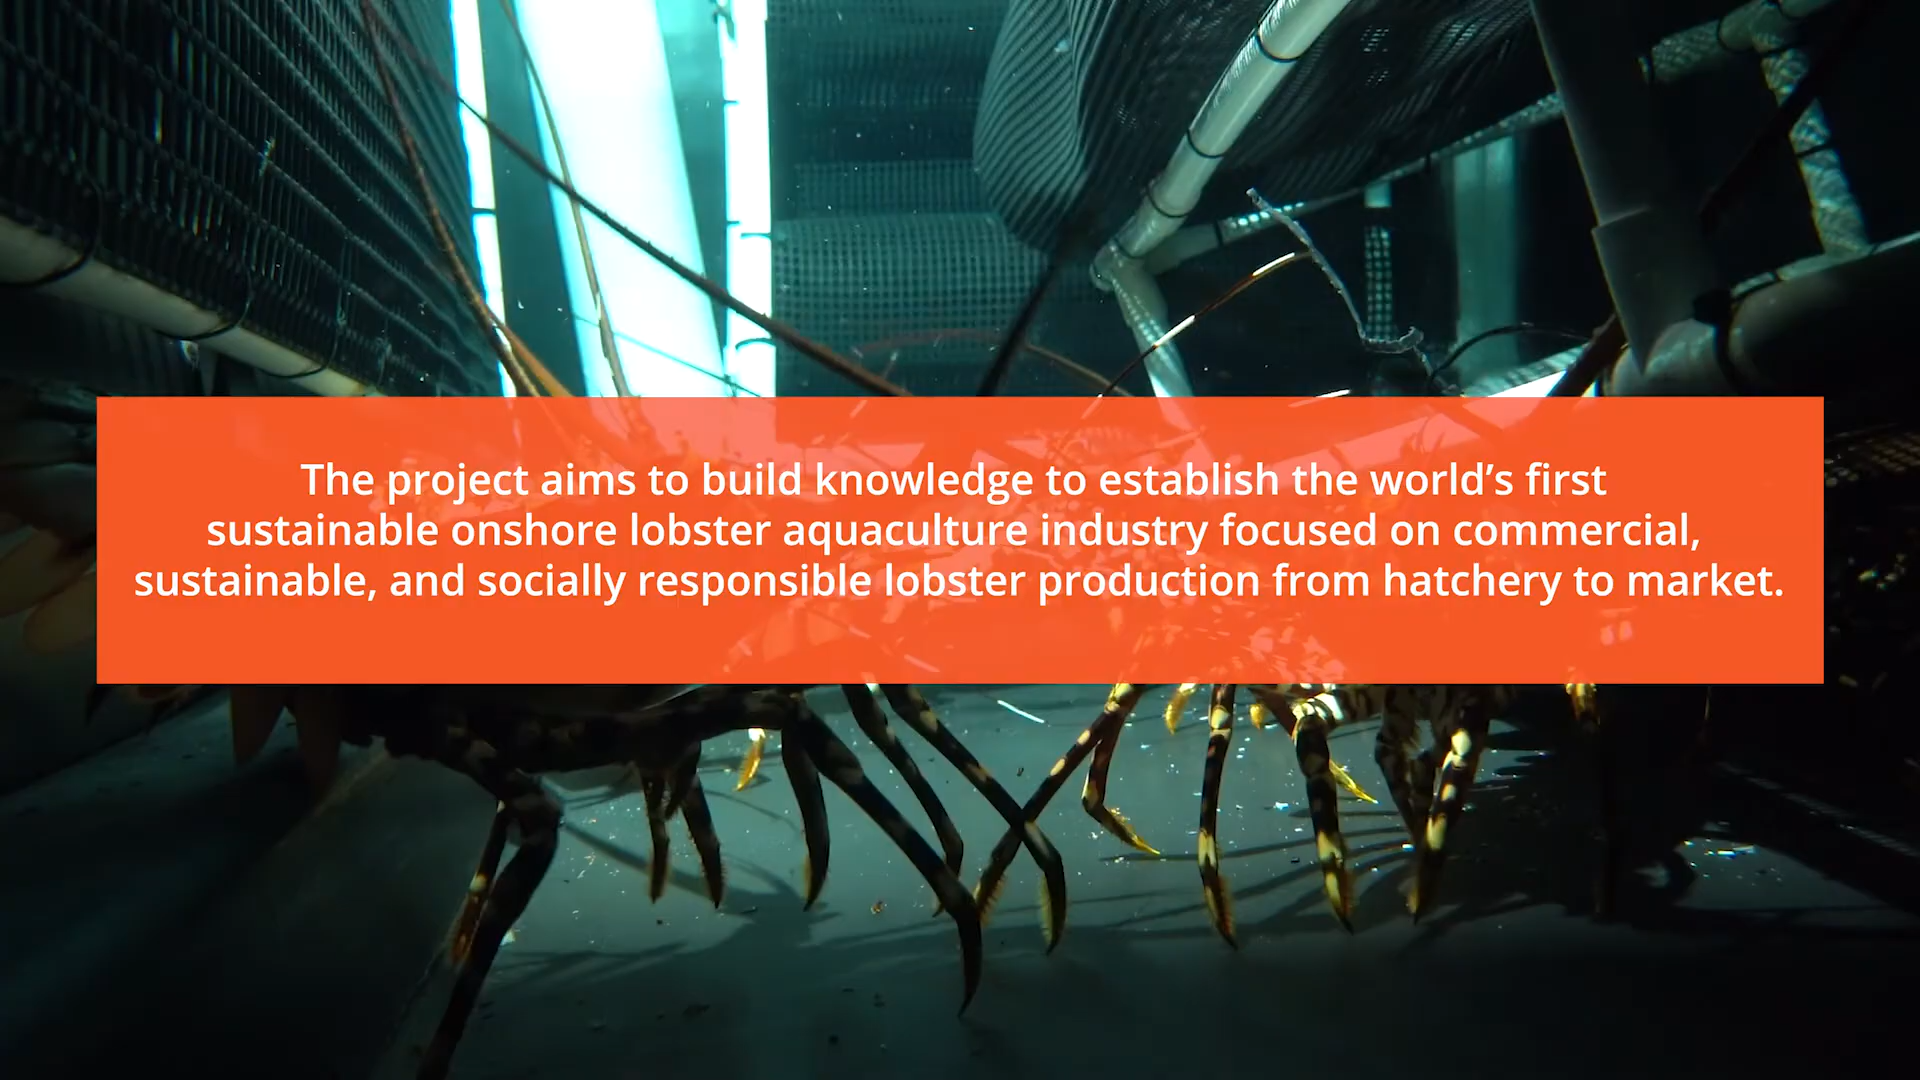 The project aims to build knowledge to establish the world’s first
sustainable onshore lobster aquaculture industry focused on commercial,
sustainable, and socially responsible lobster production from hatchery to market.